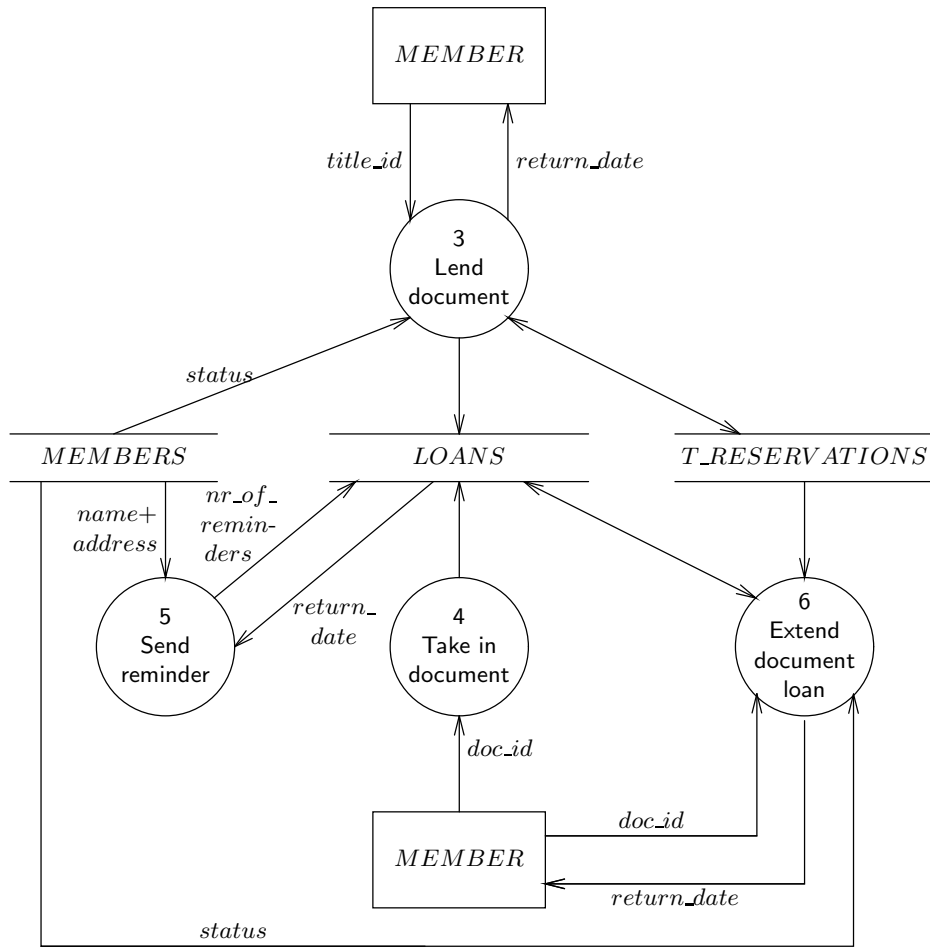 MEMBER
title_id
return_date
3
Lend
document
status
MEMBERS
LOANS
T_RESERVATIONS
name+
address
nr_of_
remin-
ders
return_
date
5
Send
reminder
4
Take in
document
6
Extend
document
loan
doc_id
MEMBER
doc_id
return_date
status